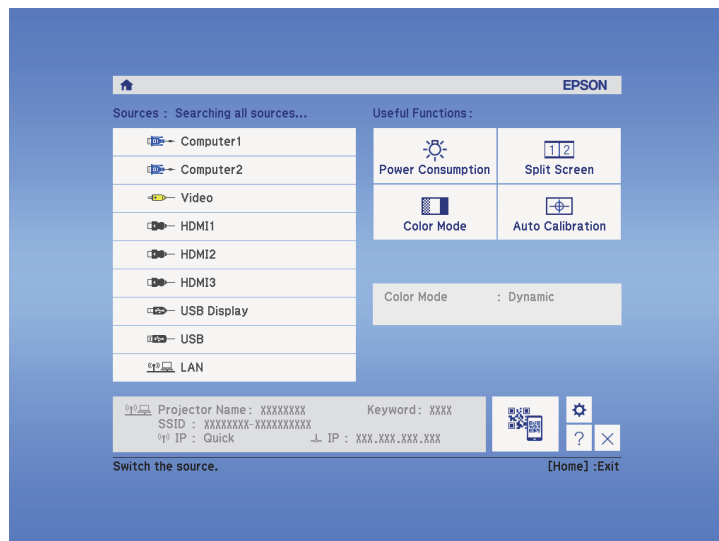 EPSON
Sources : Searching all sources...
Computer1
Computer2
Video
HDMI1
HDMI2
HDMI3
USB Display
USB
LAN
Useful Functions:
Power Consumption
1 2
Split Screen
Color Mode
Auto Calibration
Color Mode : Dynamic
Projector Name: XXXXXXXX Keyword: XXXX
SSID : XXXXXXXX-XXXXXXXXXX
IP : Quick IP : XXX.XXX.XXX.XXX
?
Switch the source. [Home] :Exit